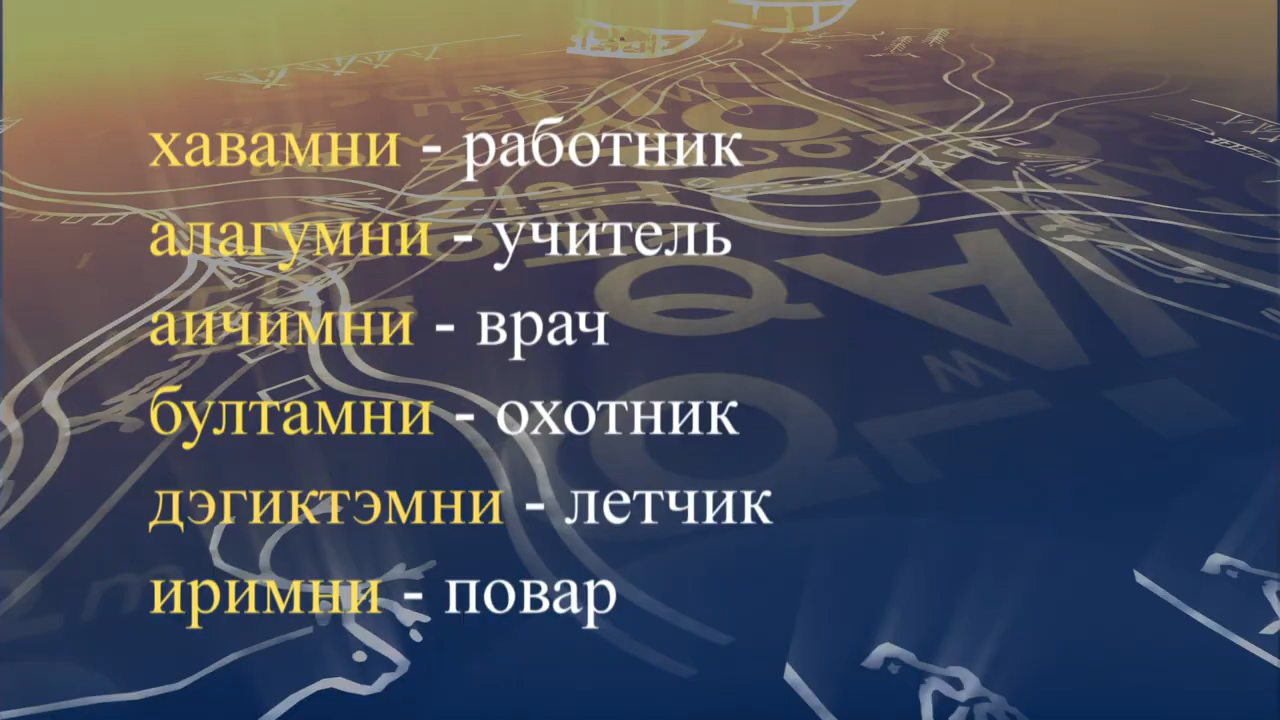 хавамни - работник
алагумни - учитель
аичимни - врач
бултамни - охотник
дэгиктэмни - летчик
иримни - повар